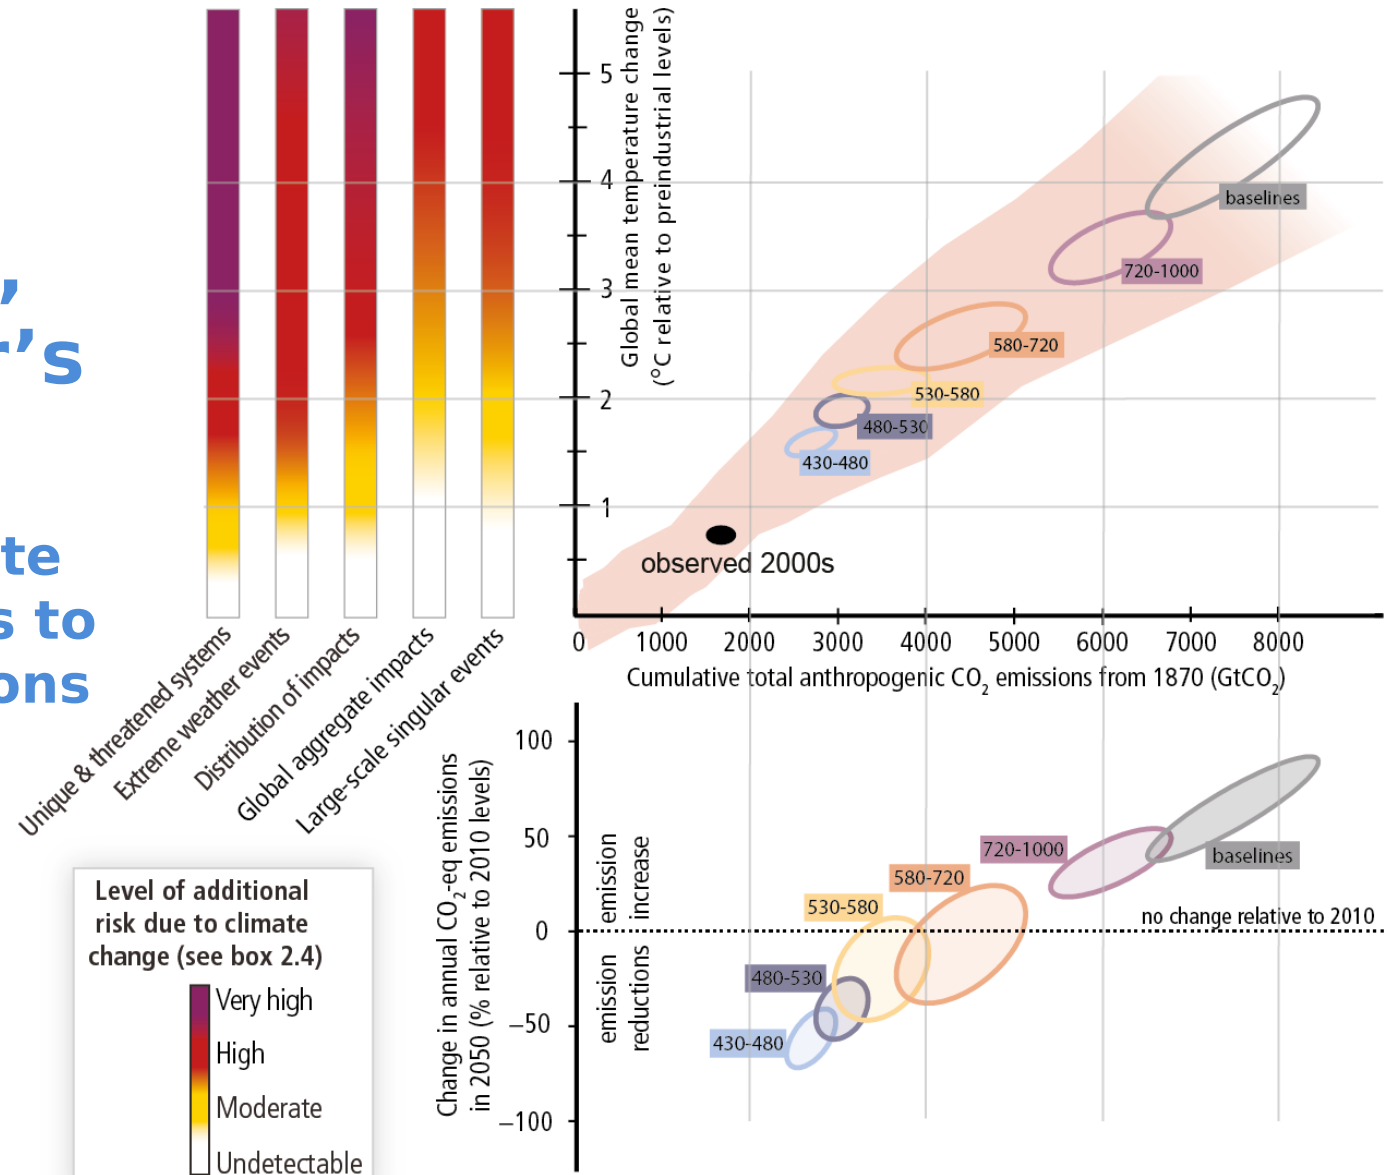 ,
r’s
te
s to
ons
Unique & threatened systems
Extreme weather events
Distribution of impacts
Global aggregate impacts
Large-scale singular events
Level of additional
risk due to climate
change (see box 2.4)
Very high
High
Moderate
Undetectable
Global mean temperature change
(°C relative to preindustrial levels)
5
4
3
2
1
baselines
720-1000
580-720
530-580
480-530
430-480
observed 2000s
0 1000 2000 3000 4000 5000 6000 7000 8000
Cumulative total anthropogenic CO2 emissions from 1870 (GtCO2)
Change in annual CO2-eq emissions
in 2050 (% relative to 2010 levels)
100
50
0
−50
−100
emission
increase
emission
reductions
720-1000
baselines
580-720
530-580
no change relative to 2010
480-530
430-480